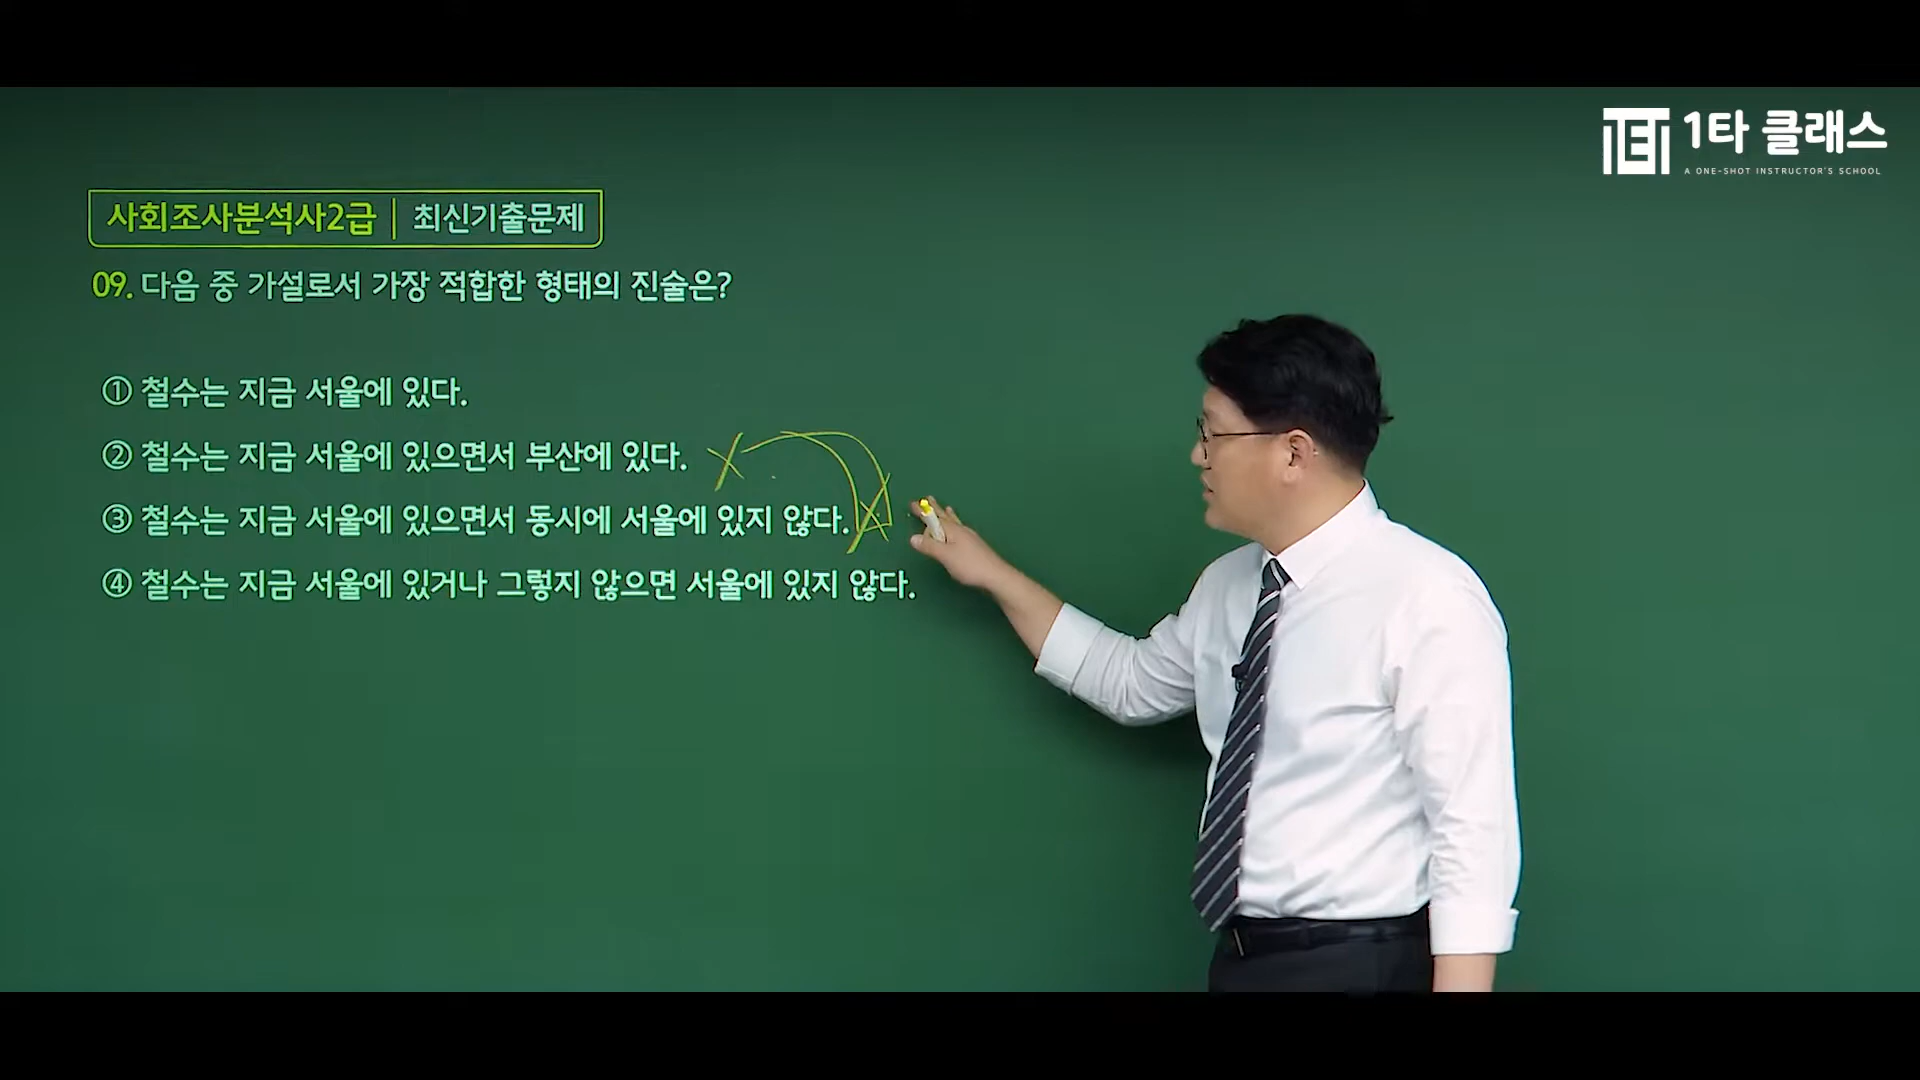 1타 클래스
A ONE-SHOT INSTRUCTOR'S SCHOOL
사회조사분석사2급 | 최신기출문제
09. 다음 중 가설로서 가장 적합한 형태의 진술은?
① 철수는 지금 서울에 있다.
② 철수는 지금 서울에 있으면서 부산에 있다.
③ 철수는 지금 서울에 있으면서 동시에 서울에 있지 않다.
④ 철수는 지금 서울에 있거나 그렇지 않으면 서울에 있지 않다.